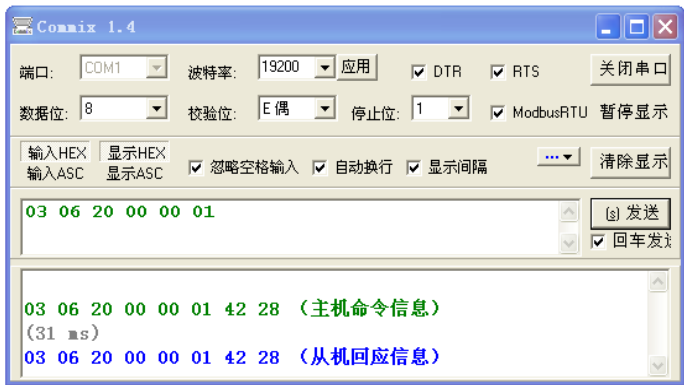 Commix 1.4
端口: COM1 波特率: 19200 应用 DTR RTS 关闭串口
数据位: 8 校验位: E 偶 停止位: 1 ModbusRTU 暂停显示
输入HEX 显示HEX
输入ASC 显示ASC 忽略空格输入 自动换行 显示间隔 ... 清除显示
03 06 20 00 00 01 (s) 发送
回车发
03 06 20 00 00 01 42 28 （主机命令信息）
(31 ms)
03 06 20 00 00 01 42 28 （从机回应信息）